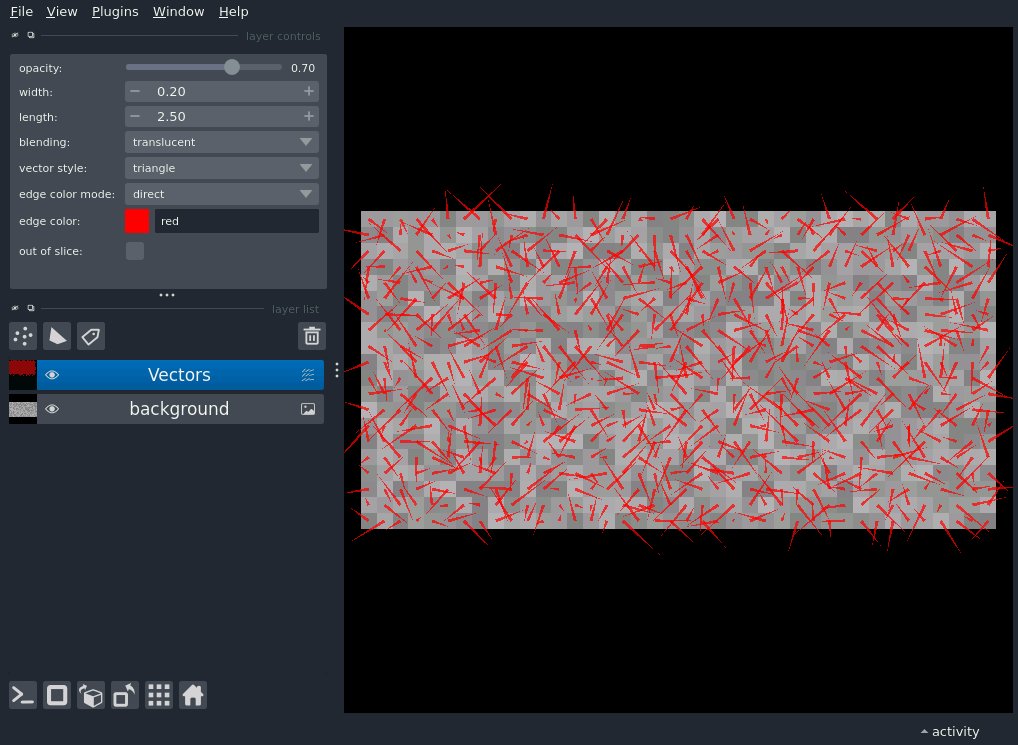 File View Plugins Window Help
layer controls
opacity: 0.70
width: − 0.20 +
length: − 2.50 +
blending: translucent
vector style: triangle
edge color mode: direct
edge color: red
out of slice:
layer list
Vectors
background
activity